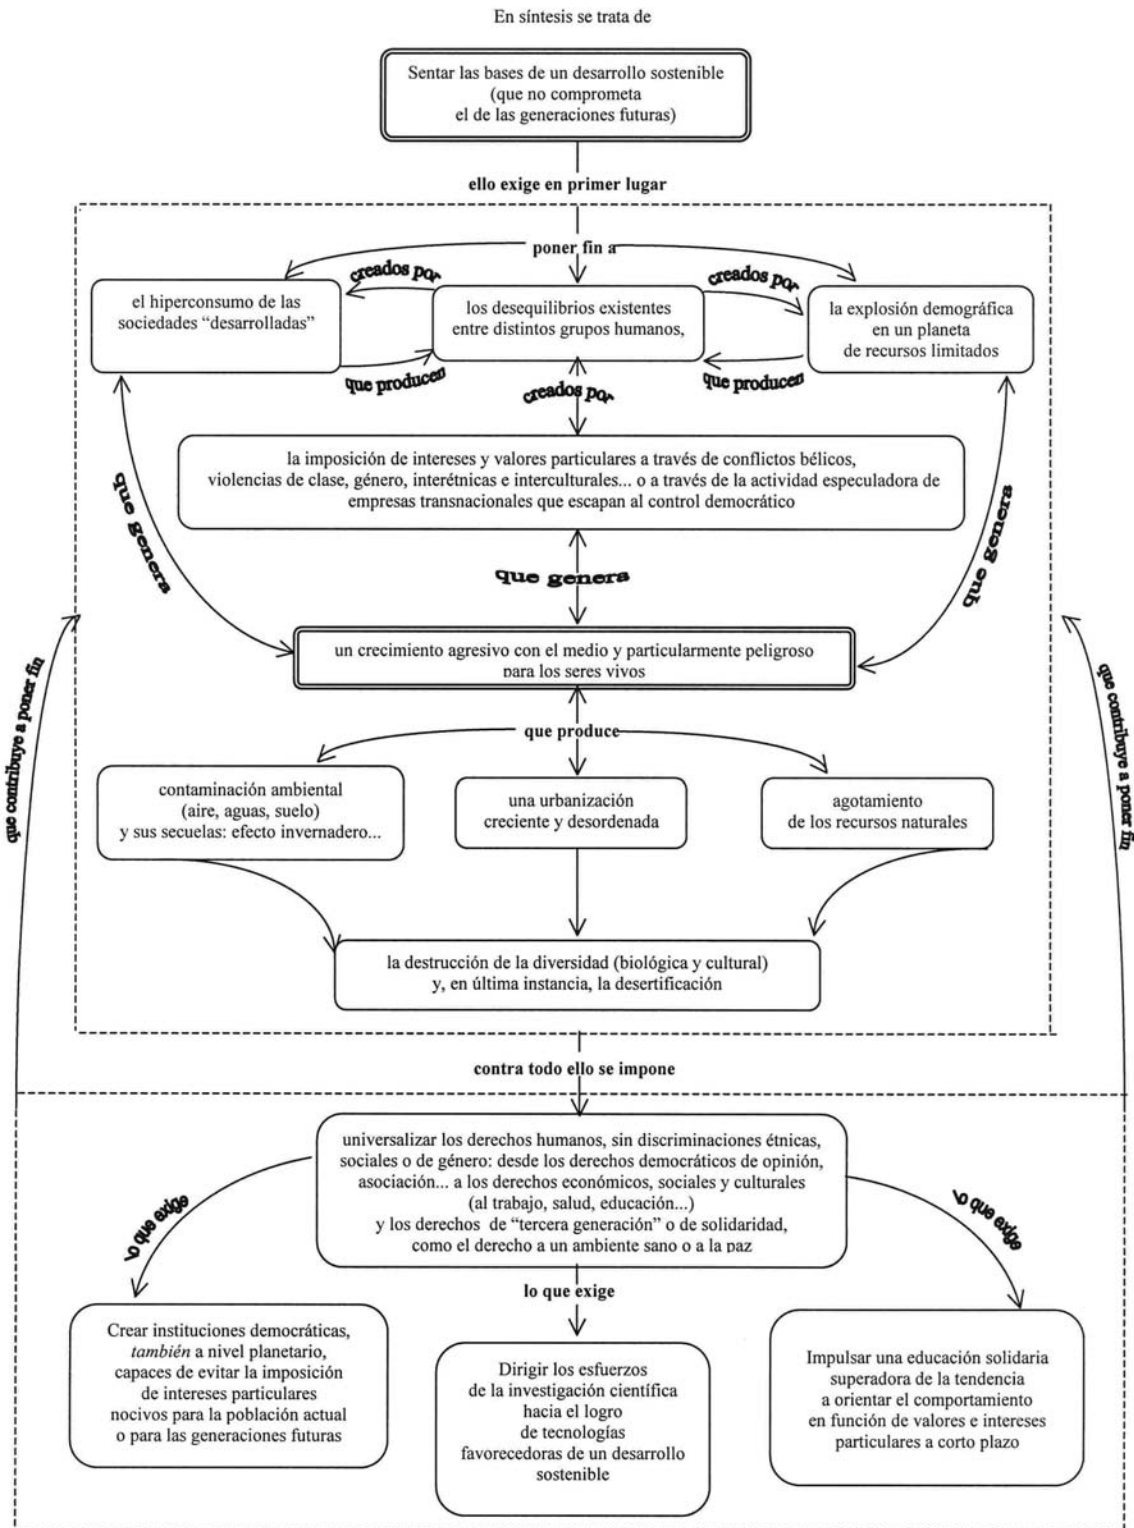 En síntesis se trata de
Sentar las bases de un desarrollo sostenible
(que no comprometa
el de las generaciones futuras)
ello exige en primer lugar
poner fin a
creados por
creados por
el hiperconsumo de las
sociedades “desarrolladas”
los desequilibrios existentes
entre distintos grupos humanos,
la explosión demográfica
en un planeta
de recursos limitados
que producen
creados por
que producen
la imposición de intereses y valores particulares a través de conflictos bélicos,
violencias de clase, género, interétnicas e interculturales... o a través de la actividad especuladora de
empresas transnacionales que escapan al control democrático
que genera
que genera
que genera
un crecimiento agresivo con el medio y particularmente peligroso
para los seres vivos
que contribuye a poner fin
que contribuye a poner fin
que produce
contaminación ambiental
(aire, aguas, suelo)
y sus secuelas: efecto invernadero...
una urbanización
creciente y desordenada
agotamiento
de los recursos naturales
la destrucción de la diversidad (biológica y cultural)
y, en última instancia, la desertificación
contra todo ello se impone
universalizar los derechos humanos, sin discriminaciones étnicas,
sociales o de género: desde los derechos democráticos de opinión,
asociación... a los derechos económicos, sociales y culturales
(al trabajo, salud, educación...)
y los derechos de “tercera generación” o de solidaridad,
como el derecho a un ambiente sano o a la paz
lo que exige
lo que exige
lo que exige
Crear instituciones democráticas,
también a nivel planetario,
capaces de evitar la imposición
de intereses particulares
nocivos para la población actual
o para las generaciones futuras
Dirigir los esfuerzos
de la investigación científica
hacia el logro
de tecnologías
favorecedoras de un desarrollo
sostenible
Impulsar una educación solidaria
superadora de la tendencia
a orientar el comportamiento
en función de valores e intereses
particulares a corto plazo